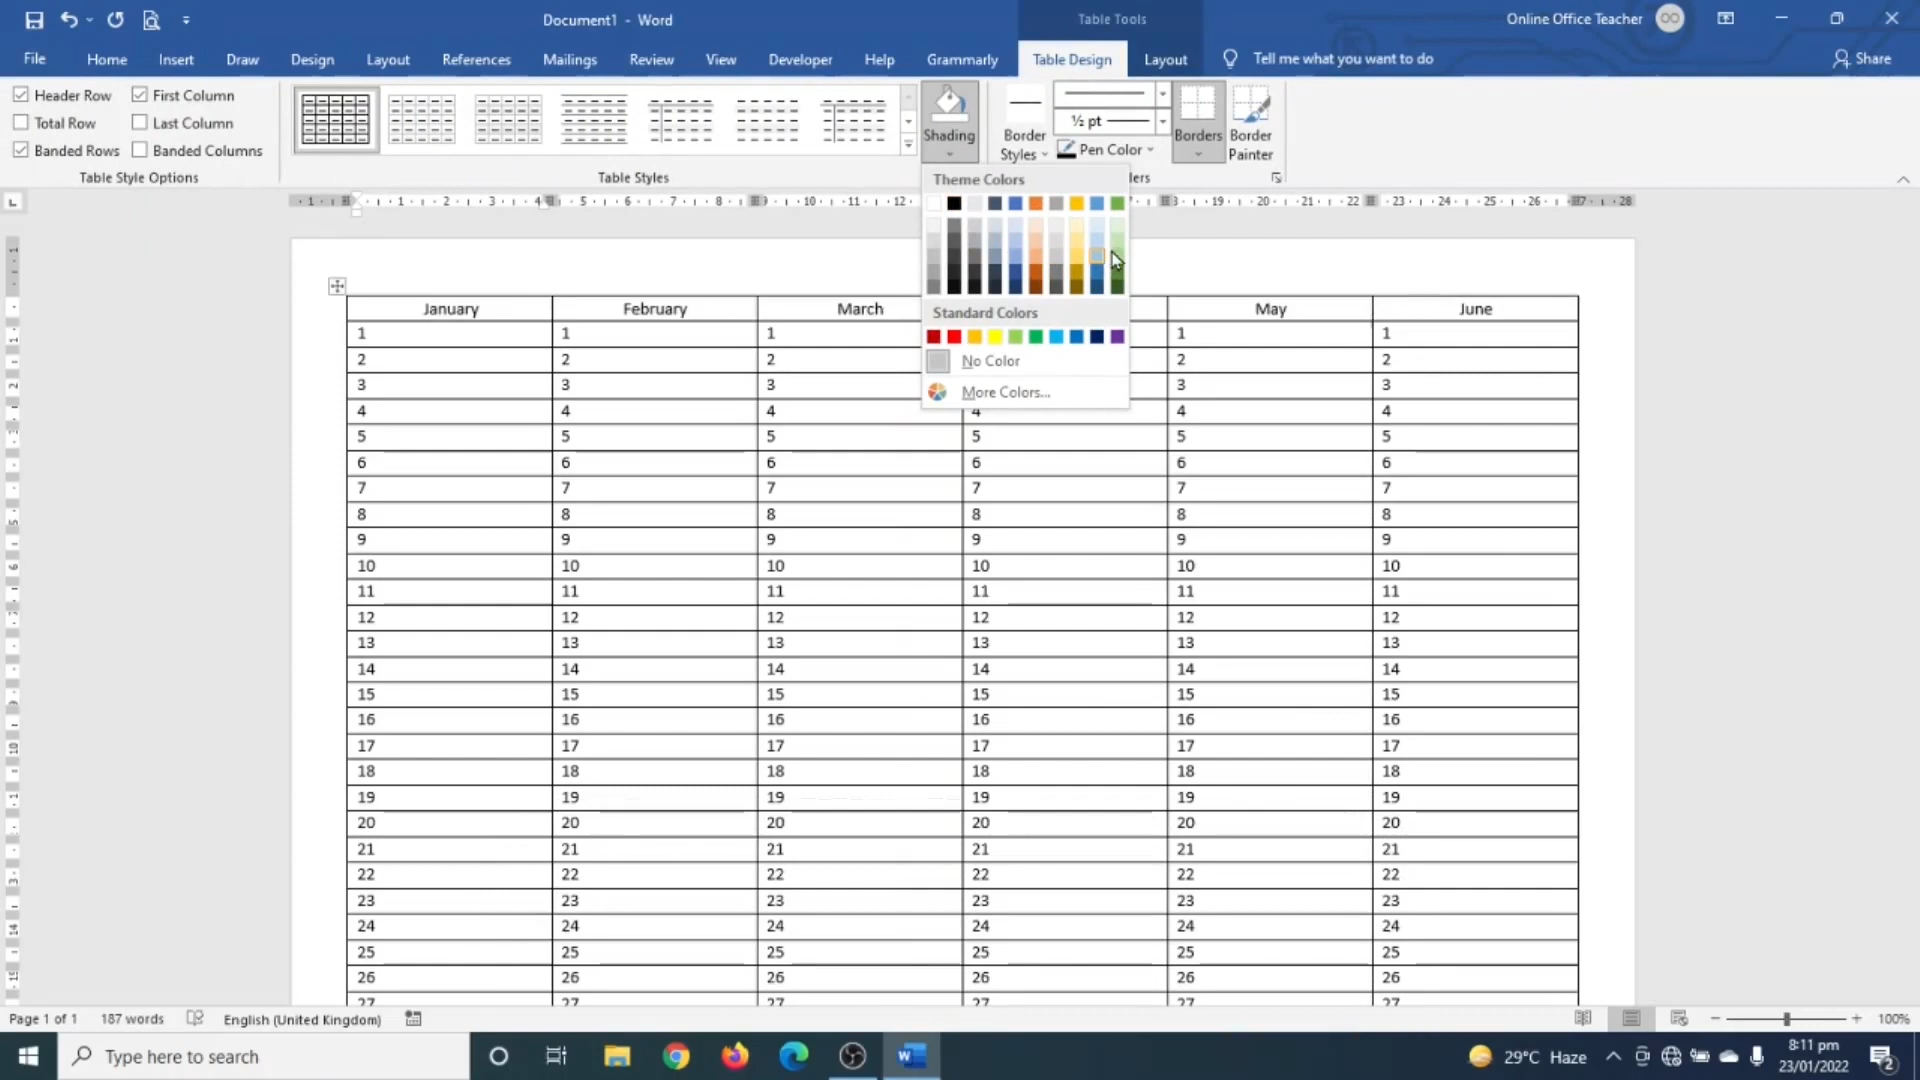 Document1 - Word
Table Tools
Online Office Teacher
OO
File
Home
Insert
Draw
Design
Layout
References
Mailings
Review
View
Developer
Help
Grammarly
Table Design
Layout
Tell me what you want to do
Share
Header Row
First Column
Total Row
Last Column
Banded Rows
Banded Columns
Table Style Options
Table Styles
Shading
Border Styles
½ pt
Pen Color
Borders
Border Painter
Theme Colors
Standard Colors
No Color
More Colors...
January February March May June
1 1 1 1 1
2 2 2 2 2
3 3 3 3 3
4 4 4 4 4 4
5 5 5 5 5 5
6 6 6 6 6 6
7 7 7 7 7 7
8 8 8 8 8 8
9 9 9 9 9 9
10 10 10 10 10 10
11 11 11 11 11 11
12 12 12 12 12 12
13 13 13 13 13 13
14 14 14 14 14 14
15 15 15 15 15 15
16 16 16 16 16 16
17 17 17 17 17 17
18 18 18 18 18 18
19 19 19 19 19 19
20 20 20 20 20 20
21 21 21 21 21 21
22 22 22 22 22 22
23 23 23 23 23 23
24 24 24 24 24 24
25 25 25 25 25 25
26 26 26 26 26 26
27 27 27 27 27 27
Page 1 of 1
187 words
English (United Kingdom)
100%
Type here to search
29°C Haze
8:11 pm
23/01/2022
2